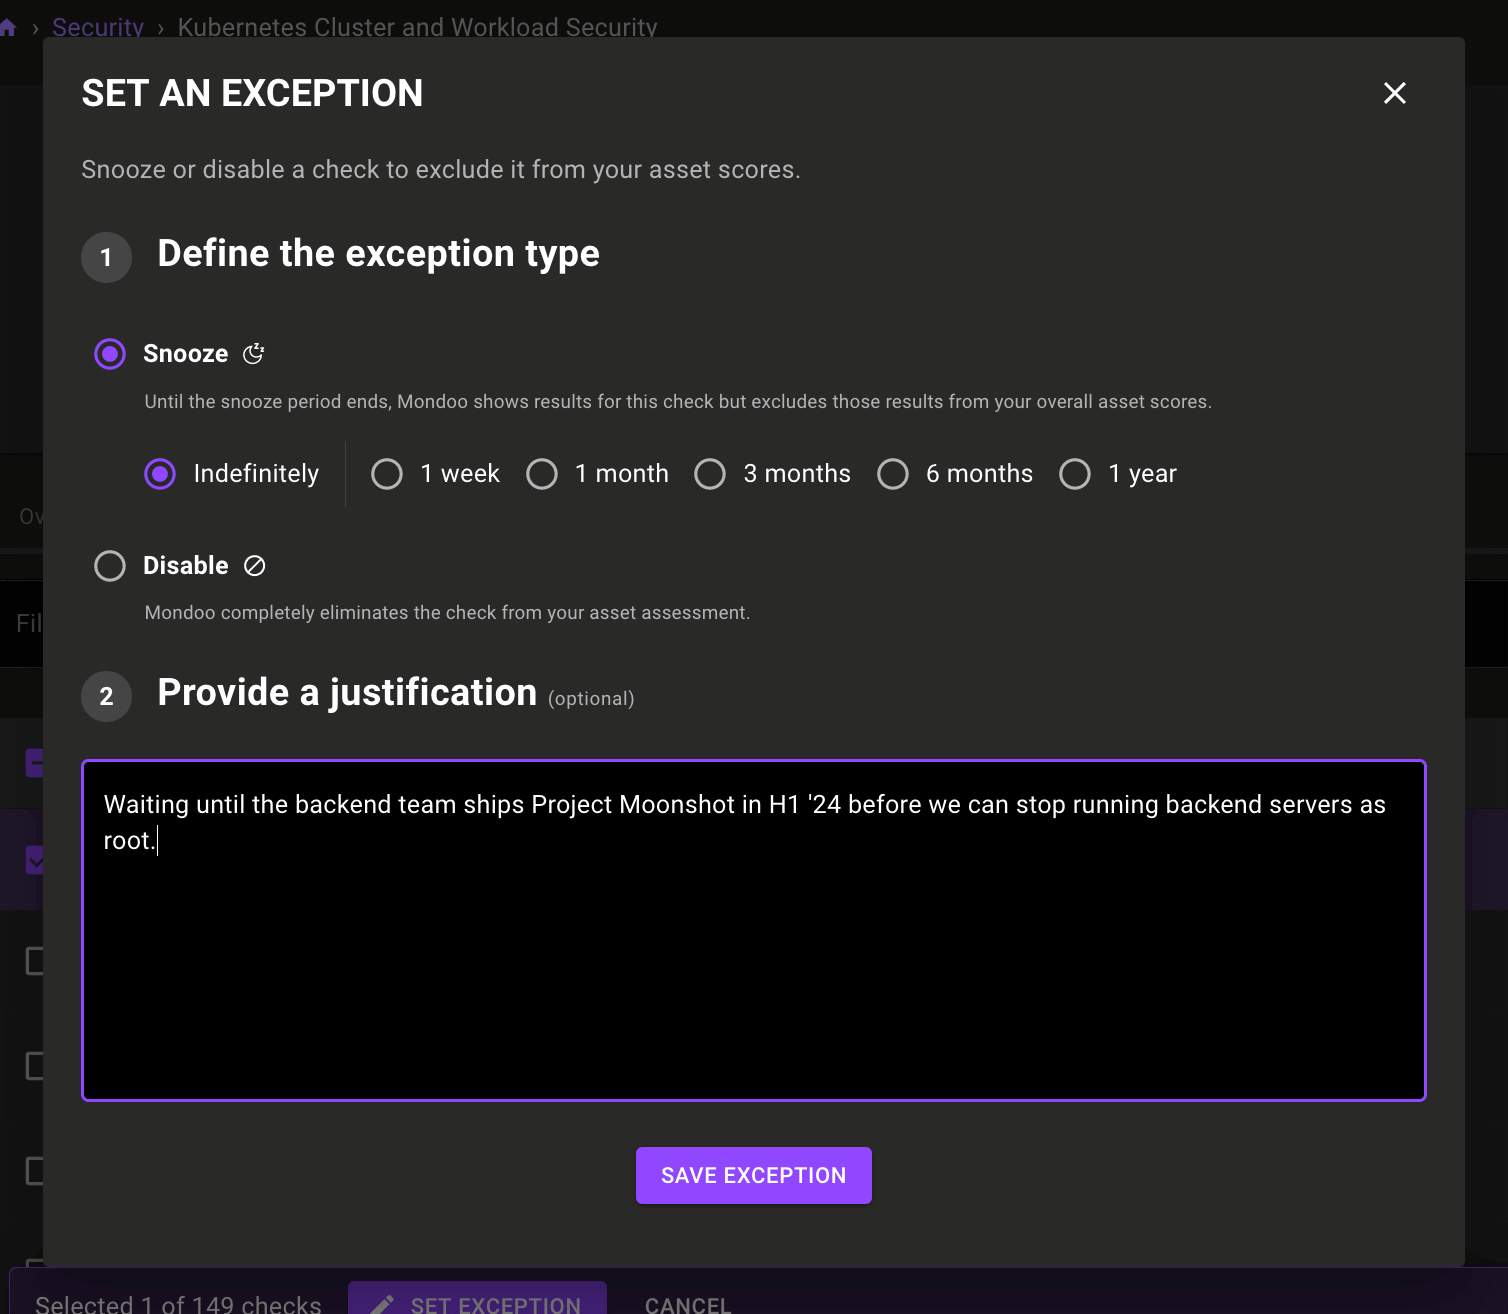 › Security › Kubernetes Cluster and Workload Security
SET AN EXCEPTION
Snooze or disable a check to exclude it from your asset scores.
1 Define the exception type
Snooze
Until the snooze period ends, Mondoo shows results for this check but excludes those results from your overall asset scores.
Indefinitely 1 week 1 month 3 months 6 months 1 year
Ov
Disable
Mondoo completely eliminates the check from your asset assessment.
Fil
2 Provide a justification (optional)
Waiting until the backend team ships Project Moonshot in H1 '24 before we can stop running backend servers as
root.
SAVE EXCEPTION
Selected 1 of 149 checks SET EXCEPTION CANCEL